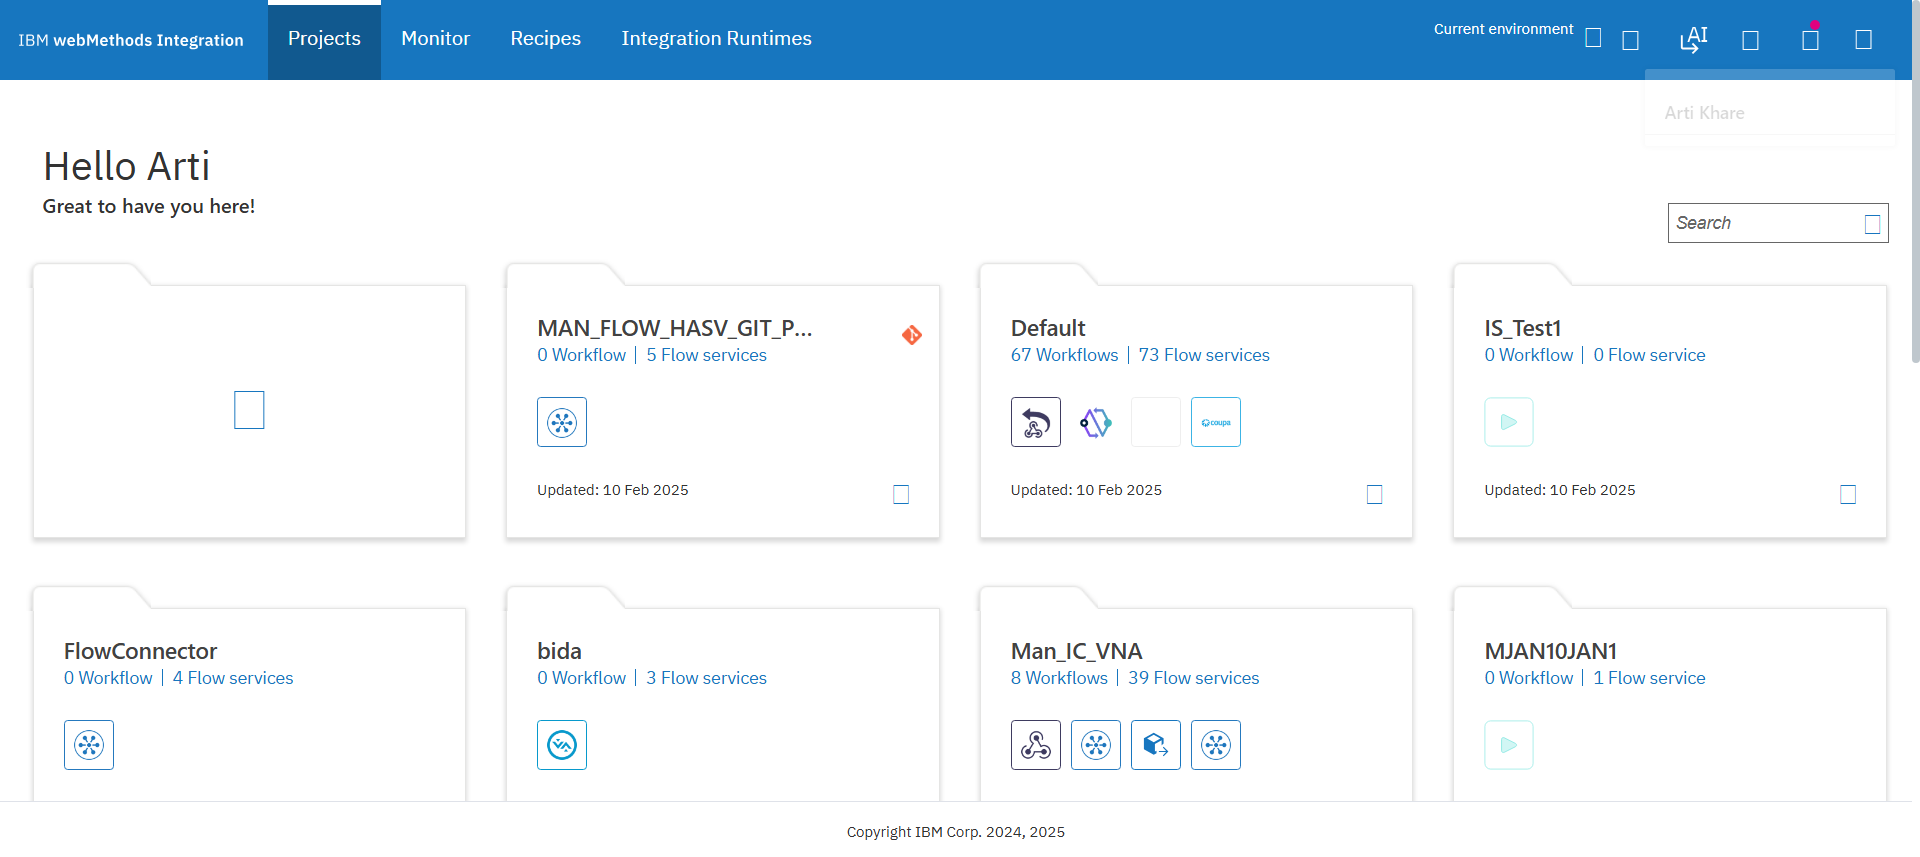 IBM webMethods Integration
Projects
Monitor
Recipes
Integration Runtimes
Current environment
AI
Arti Khare
Hello Arti
Great to have you here!
Search
MAN_FLOW_HASV_GIT_P...
0 Workflow | 5 Flow services
Updated: 10 Feb 2025
Default
67 Workflows | 73 Flow services
coupa
Updated: 10 Feb 2025
IS_Test1
0 Workflow | 0 Flow service
Updated: 10 Feb 2025
FlowConnector
0 Workflow | 4 Flow services
bida
0 Workflow | 3 Flow services
Man_IC_VNA
8 Workflows | 39 Flow services
MJAN10JAN1
0 Workflow | 1 Flow service
Copyright IBM Corp. 2024, 2025